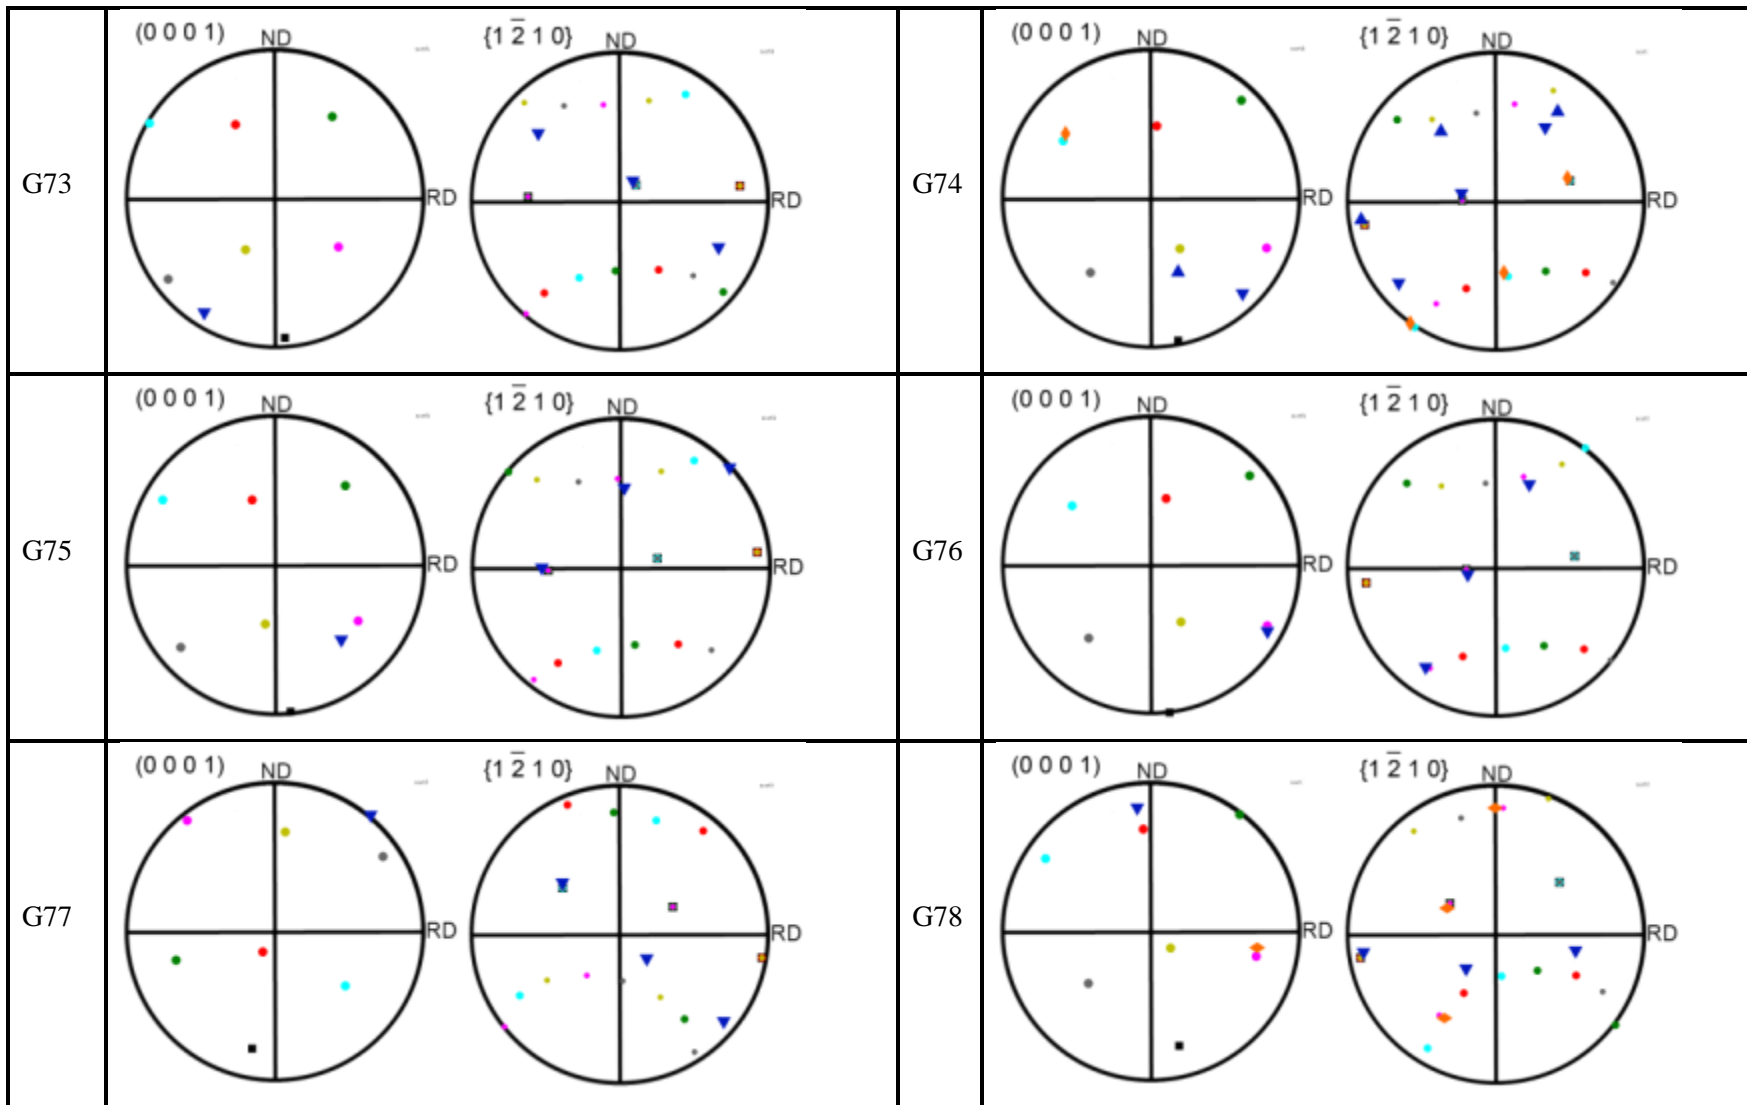 G73 (0 0 0 1) ND RD {1 2̅ 1 0} ND RD
G74 (0 0 0 1) ND RD {1 2̅ 1 0} ND RD
G75 (0 0 0 1) ND RD {1 2̅ 1 0} ND RD
G76 (0 0 0 1) ND RD {1 2̅ 1 0} ND RD
G77 (0 0 0 1) ND RD {1 2̅ 1 0} ND RD
G78 (0 0 0 1) ND RD {1 2̅ 1 0} ND RD